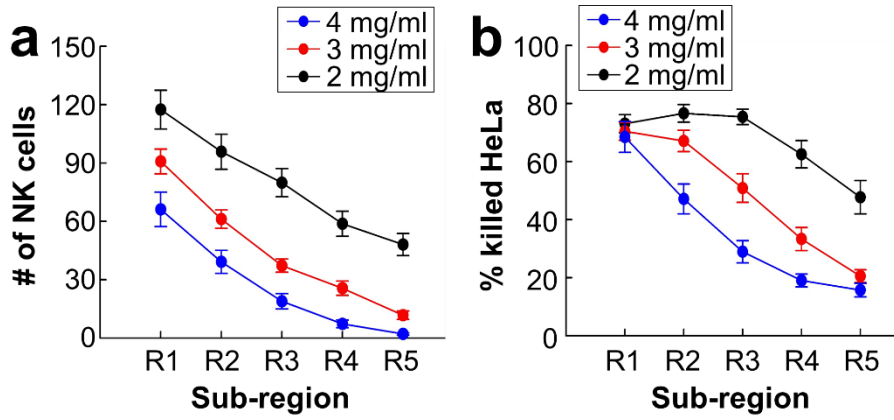 a
4 mg/ml
3 mg/ml
2 mg/ml
# of NK cells
150
120
90
60
30
0
R1 R2 R3 R4 R5
Sub-region
b
4 mg/ml
3 mg/ml
2 mg/ml
% killed HeLa
100
80
60
40
20
0
R1 R2 R3 R4 R5
Sub-region